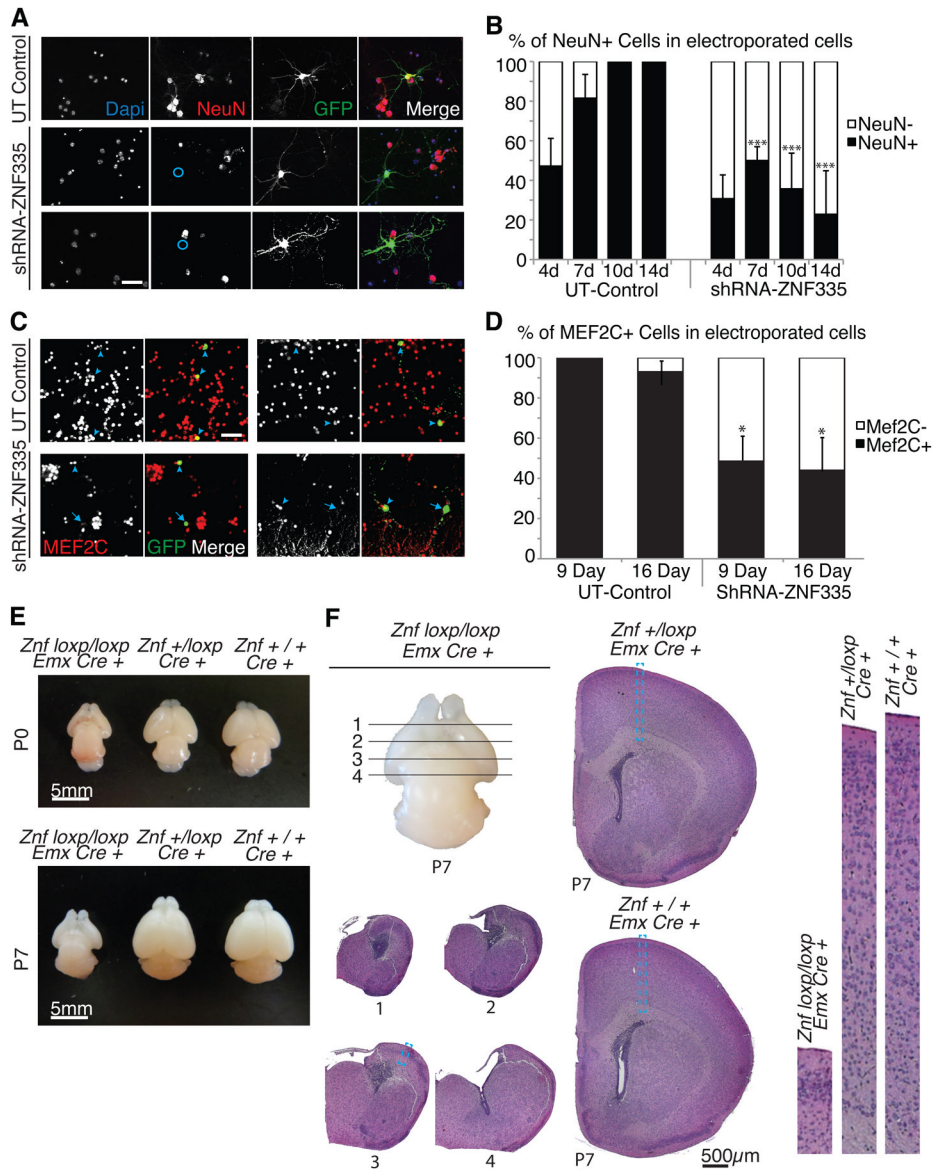 A
UT Control
shRNA-ZNF335
Dapi
NeuN
GFP
Merge
B
% of NeuN+ Cells in electroporated cells
100
80
60
40
20
0
***
***
***
NeuN-
NeuN+
4d 7d 10d 14d
4d 7d 10d 14d
UT-Control
shRNA-ZNF335
C
UT Control
shRNA-ZNF335
MEF2C
GFP Merge
D
% of MEF2C+ Cells in electroporated cells
100
80
60
40
20
0
*
*
Mef2C-
Mef2C+
9 Day 16 Day 9 Day 16 Day
UT-Control
ShRNA-ZNF335
E
Znf loxp/loxp
Emx Cre +
Znf +/loxp
Cre +
Znf + / +
Cre +
P0
5mm
Znf loxp/loxp
Emx Cre +
Znf +/loxp
Cre +
Znf + / +
Cre +
P7
5mm
F
Znf loxp/loxp
Emx Cre +
1
2
3
4
P7
1
2
3
4
Znf +/loxp
Emx Cre +
P7
Znf + / +
Emx Cre +
P7
500µm
Znf loxp/loxp
Emx Cre +
Znf +/loxp
Cre +
Znf + / +
Cre +